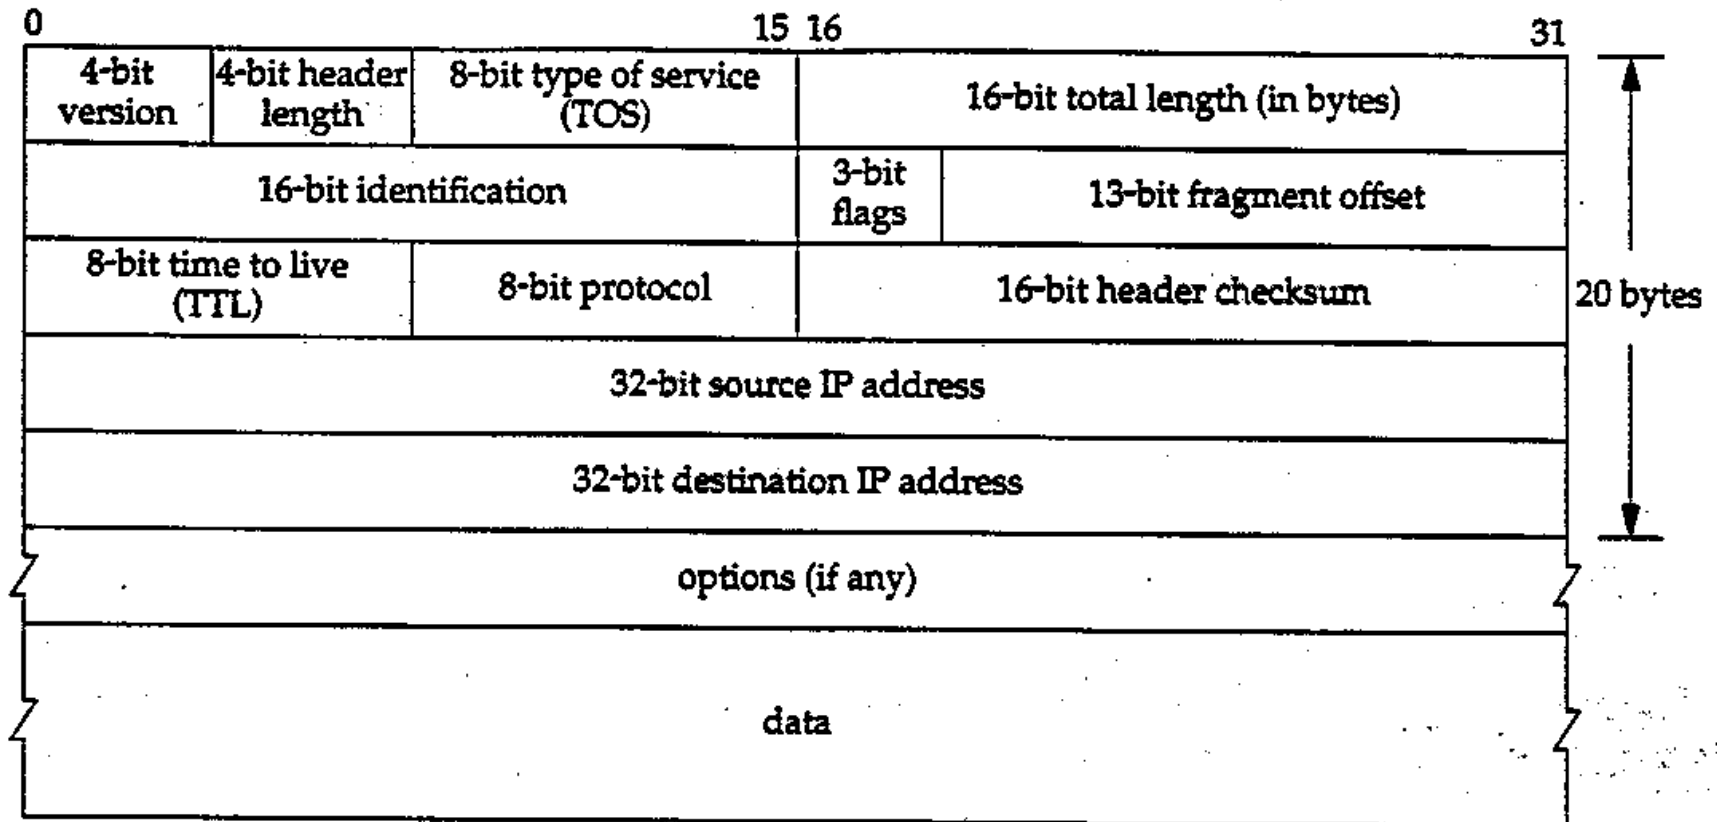 0 15 16 31
4-bit version
4-bit header length
8-bit type of service (TOS)
16-bit total length (in bytes)
16-bit identification
3-bit flags
13-bit fragment offset
8-bit time to live (TTL)
8-bit protocol
16-bit header checksum
20 bytes
32-bit source IP address
32-bit destination IP address
options (if any)
data